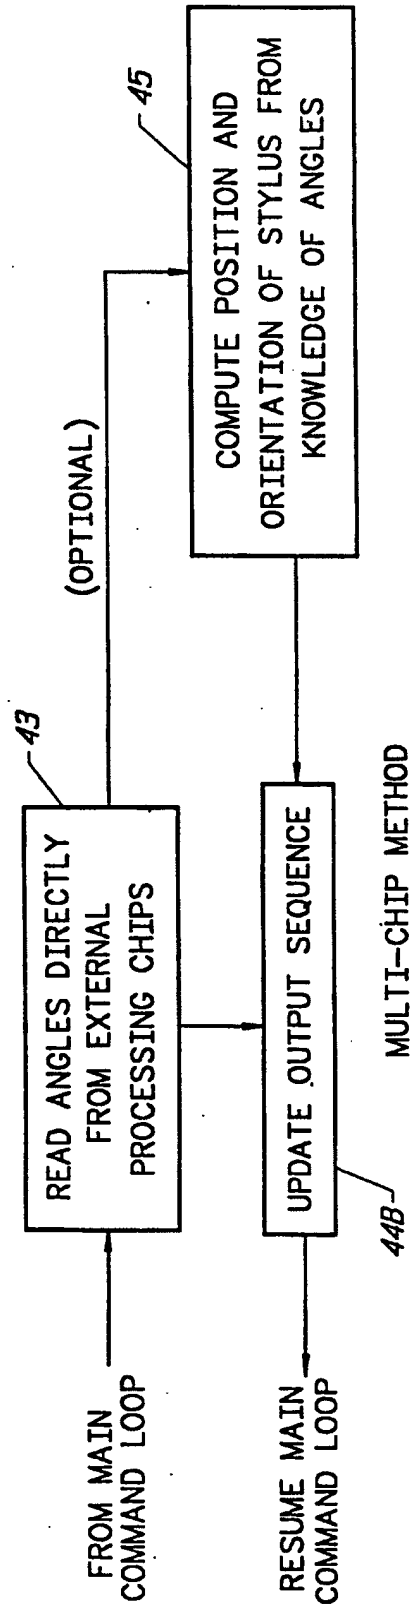 FROM MAIN
COMMAND LOOP
READ ANGLES DIRECTLY
FROM EXTERNAL
PROCESSING CHIPS
43
(OPTIONAL)
45
COMPUTE POSITION AND
ORIENTATION OF STYLUS FROM
KNOWLEDGE OF ANGLES
UPDATE OUTPUT SEQUENCE
44B
RESUME MAIN
COMMAND LOOP
MULTI-CHIP METHOD